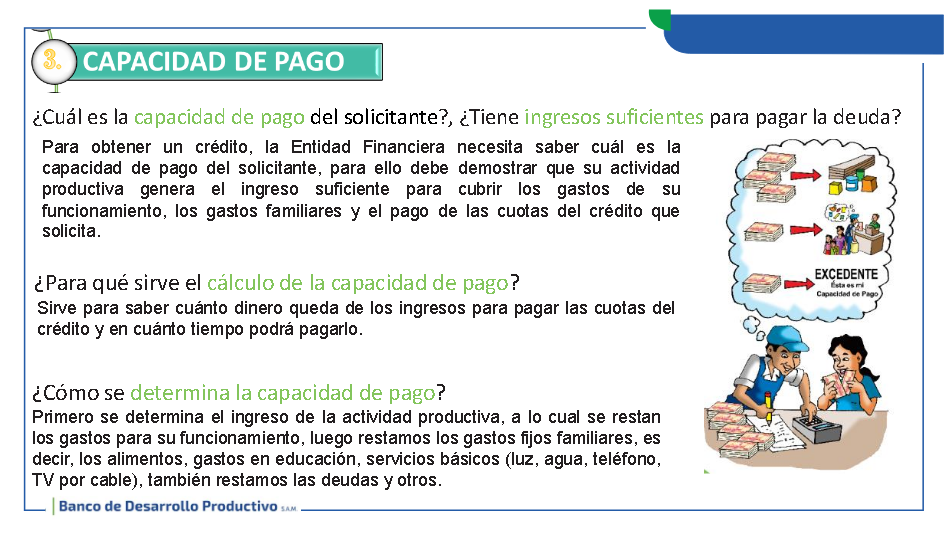 3. CAPACIDAD DE PAGO
¿Cuál es la capacidad de pago del solicitante?, ¿Tiene ingresos suficientes para pagar la deuda?
Para obtener un crédito, la Entidad Financiera necesita saber cuál es la
capacidad de pago del solicitante, para ello debe demostrar que su actividad
productiva genera el ingreso suficiente para cubrir los gastos de su
funcionamiento, los gastos familiares y el pago de las cuotas del crédito que
solicita.
EXCEDENTE
Ésta es mi
Capacidad de Pago
¿Para qué sirve el cálculo de la capacidad de pago?
Sirve para saber cuánto dinero queda de los ingresos para pagar las cuotas del
crédito y en cuánto tiempo podrá pagarlo.
¿Cómo se determina la capacidad de pago?
Primero se determina el ingreso de la actividad productiva, a lo cual se restan
los gastos para su funcionamiento, luego restamos los gastos fijos familiares, es
decir, los alimentos, gastos en educación, servicios básicos (luz, agua, teléfono,
TV por cable), también restamos las deudas y otros.
Banco de Desarrollo Productivo S.A.M.